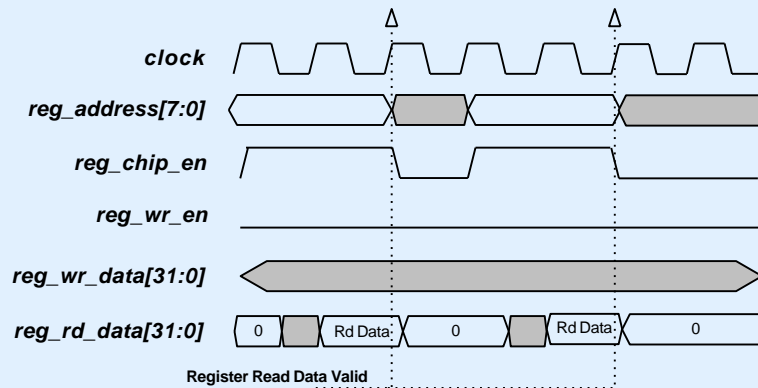 clock
reg_address[7:0]
reg_chip_en
reg_wr_en
reg_wr_data[31:0]
reg_rd_data[31:0] 0 Rd Data 0 Rd Data 0
Register Read Data Valid